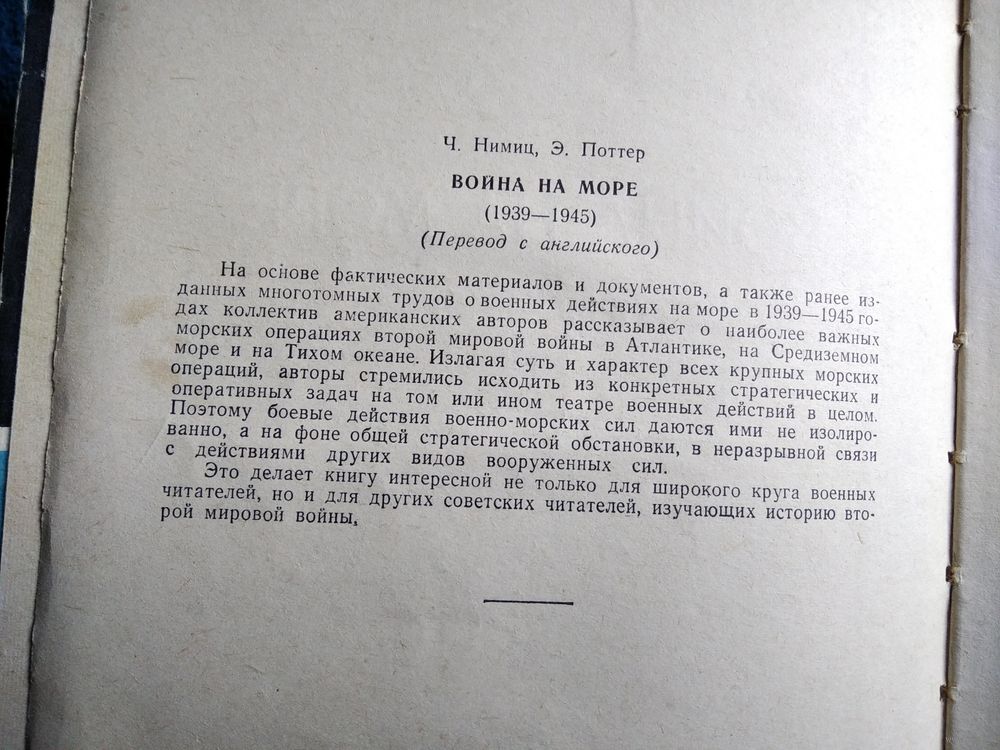 Ч. Нимиц, Э. Поттер
ВОЙНА НА МОРЕ
(1939—1945)
(Перевод с английского)
На основе фактических материалов и документов, а также ранее из-
данных многотомных трудов о военных действиях на море в 1939—1945 го-
дах коллектив американских авторов рассказывает о наиболее важных
морских операциях второй мировой войны в Атлантике, на Средиземном
море и на Тихом океане. Излагая суть и характер всех крупных морских
операций, авторы стремились исходить из конкретных стратегических и
оперативных задач на том или ином театре военных действий в целом.
Поэтому боевые действия военно-морских сил даются ими не изолиро-
ванно, а на фоне общей стратегической обстановки, в неразрывной связи
с действиями других видов вооруженных сил.
Это делает книгу интересной не только для широкого круга военных
читателей, но и для других советских читателей, изучающих историю вто-
рой мировой войны.